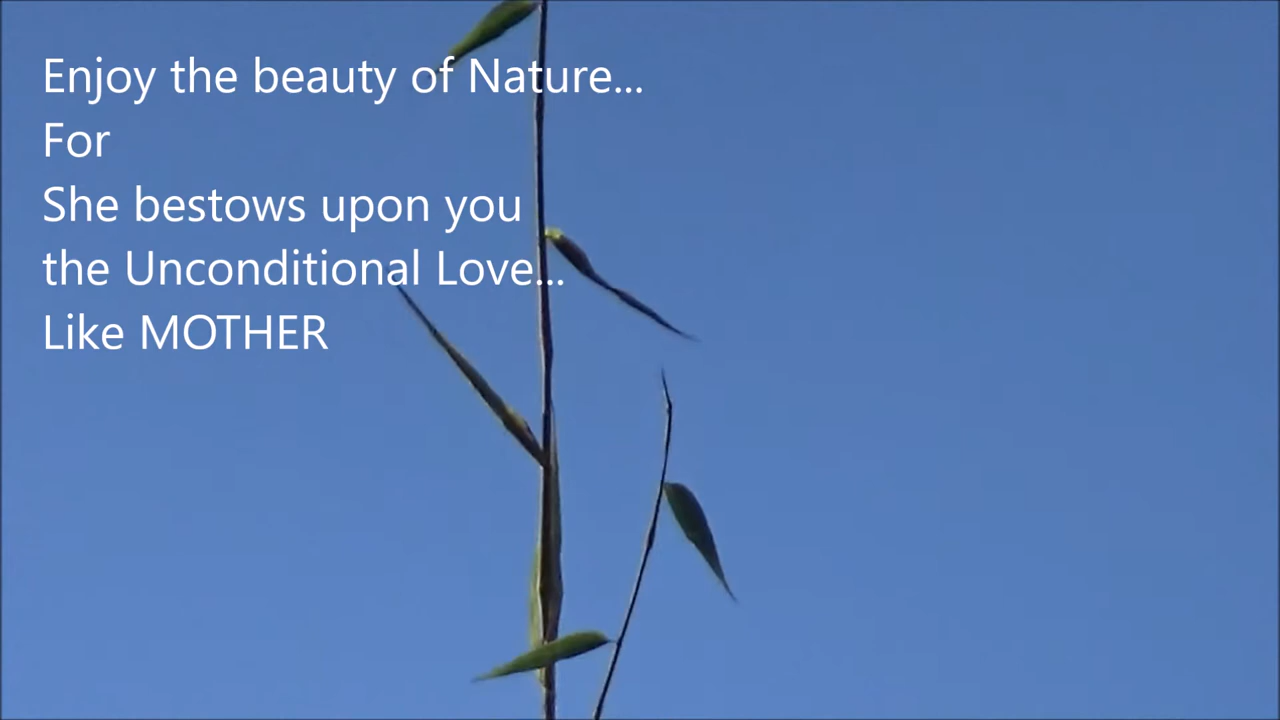 Enjoy the beauty of Nature...
For
She bestows upon you
the Unconditional Love...
Like MOTHER